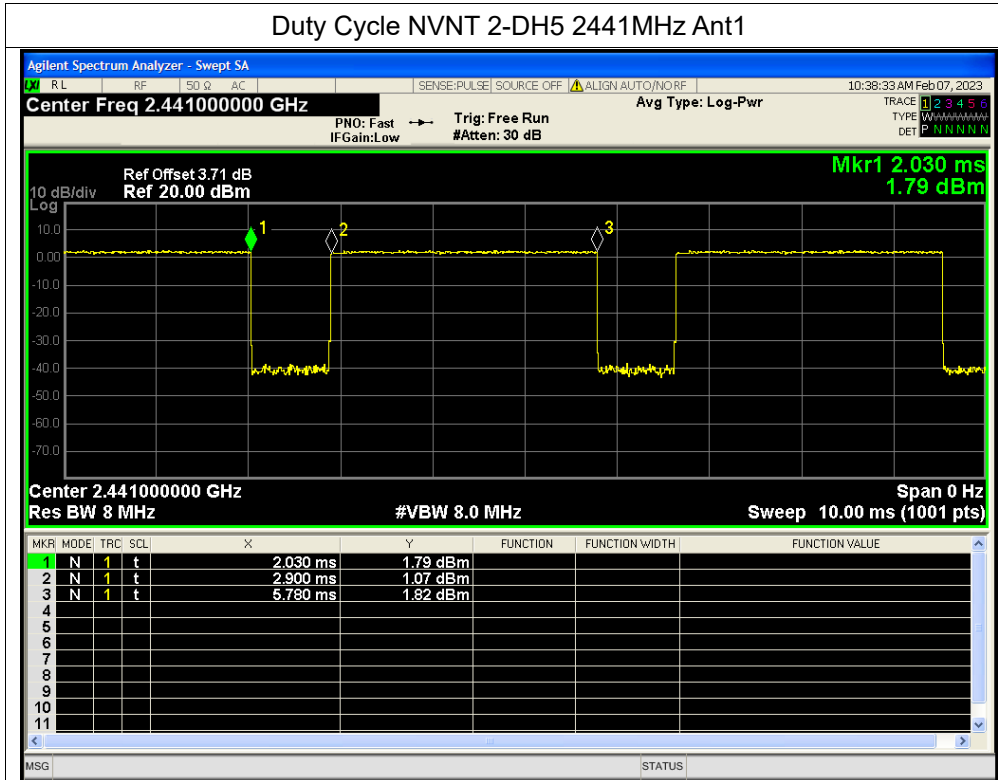 Duty Cycle NVNT 2-DH5 2441MHz Ant1
Agilent Spectrum Analyzer - Swept SA
LXI RL RF 50 Ω AC SENSE:PULSE SOURCE OFF ALIGN AUTO/NORF 10:38:33 AM Feb 07, 2023
Center Freq 2.441000000 GHz Avg Type: Log-Pwr TRACE 1 2 3 4 5 6
PNO: Fast Trig: Free Run TYPE WWWWWW
IFGain:Low #Atten: 30 dB DET P N N N N N
Mkr1 2.030 ms
Ref Offset 3.71 dB
10 dB/div Ref 20.00 dBm 1.79 dBm
Log
10.0
0.00
-10.0
-20.0
-30.0
-40.0
-50.0
-60.0
-70.0
1 2 3
Center 2.441000000 GHz Span 0 Hz
Res BW 8 MHz #VBW 8.0 MHz Sweep 10.00 ms (1001 pts)
MKR MODE TRC SCL X Y FUNCTION FUNCTION WIDTH FUNCTION VALUE
1 N 1 t 2.030 ms 1.79 dBm
2 N 1 t 2.900 ms 1.07 dBm
3 N 1 t 5.780 ms 1.82 dBm
4
5
6
7
8
9
10
11
MSG STATUS